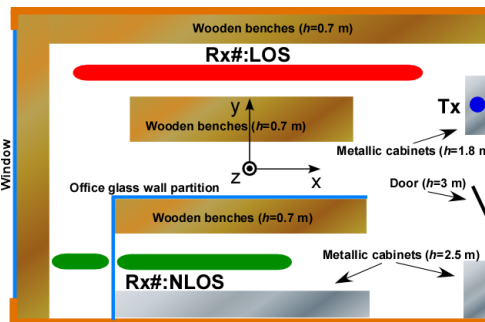 Wooden benches (h=0.7 m)
Rx#:LOS
Tx
y
Wooden benches (h=0.7 m)
Metallic cabinets (h=1.8 m
Window
z
x
Door (h=3 m)
Office glass wall partition
Wooden benches (h=0.7 m)
Metallic cabinets (h=2.5 m)
Rx#:NLOS